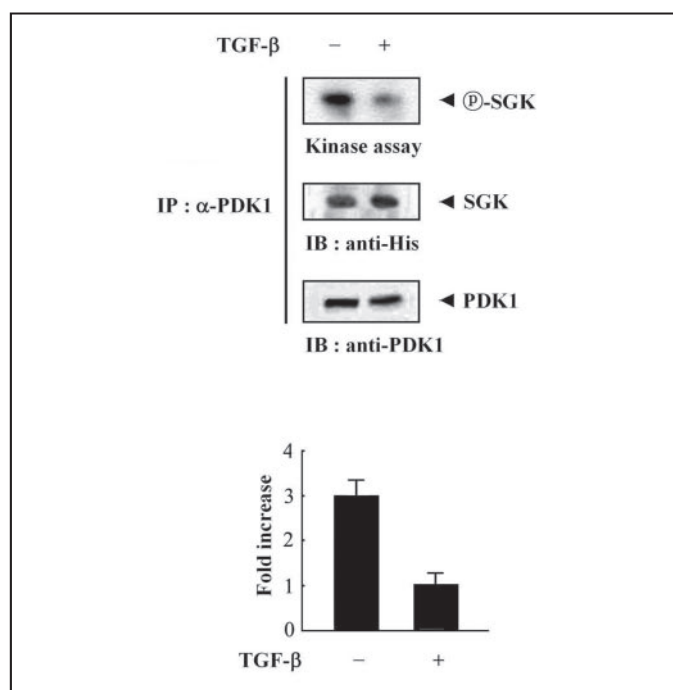 TGF-β − +
◄ ⓟ-SGK
Kinase assay
IP : α-PDK1
◄ SGK
IB : anti-His
◄ PDK1
IB : anti-PDK1
4
3
2
1
0
Fold increase
TGF-β − +